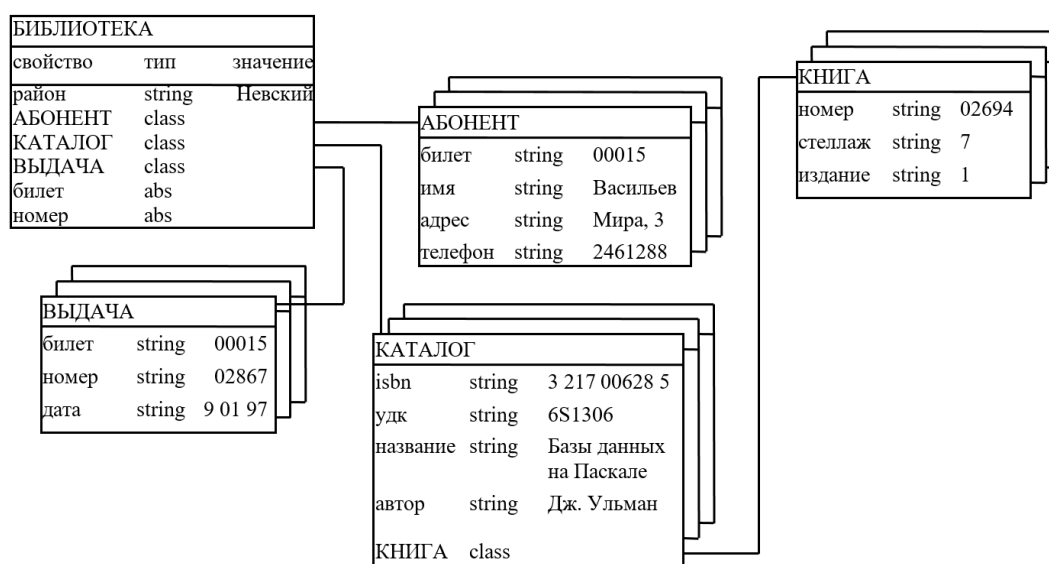 БИБЛИОТЕКА
свойство тип значение
район string Невский
АБОНЕНТ class
КАТАЛОГ class
ВЫДАЧА class
билет abs
номер abs
АБОНЕНТ
билет string 00015
имя string Васильев
адрес string Мира, 3
телефон string 2461288
КНИГА
номер string 02694
стеллаж string 7
издание string 1
ВЫДАЧА
билет string 00015
номер string 02867
дата string 9 01 97
КАТАЛОГ
isbn string 3 217 00628 5
удк string 6S1306
название string Базы данных
на Паскале
автор string Дж. Ульман
КНИГА class